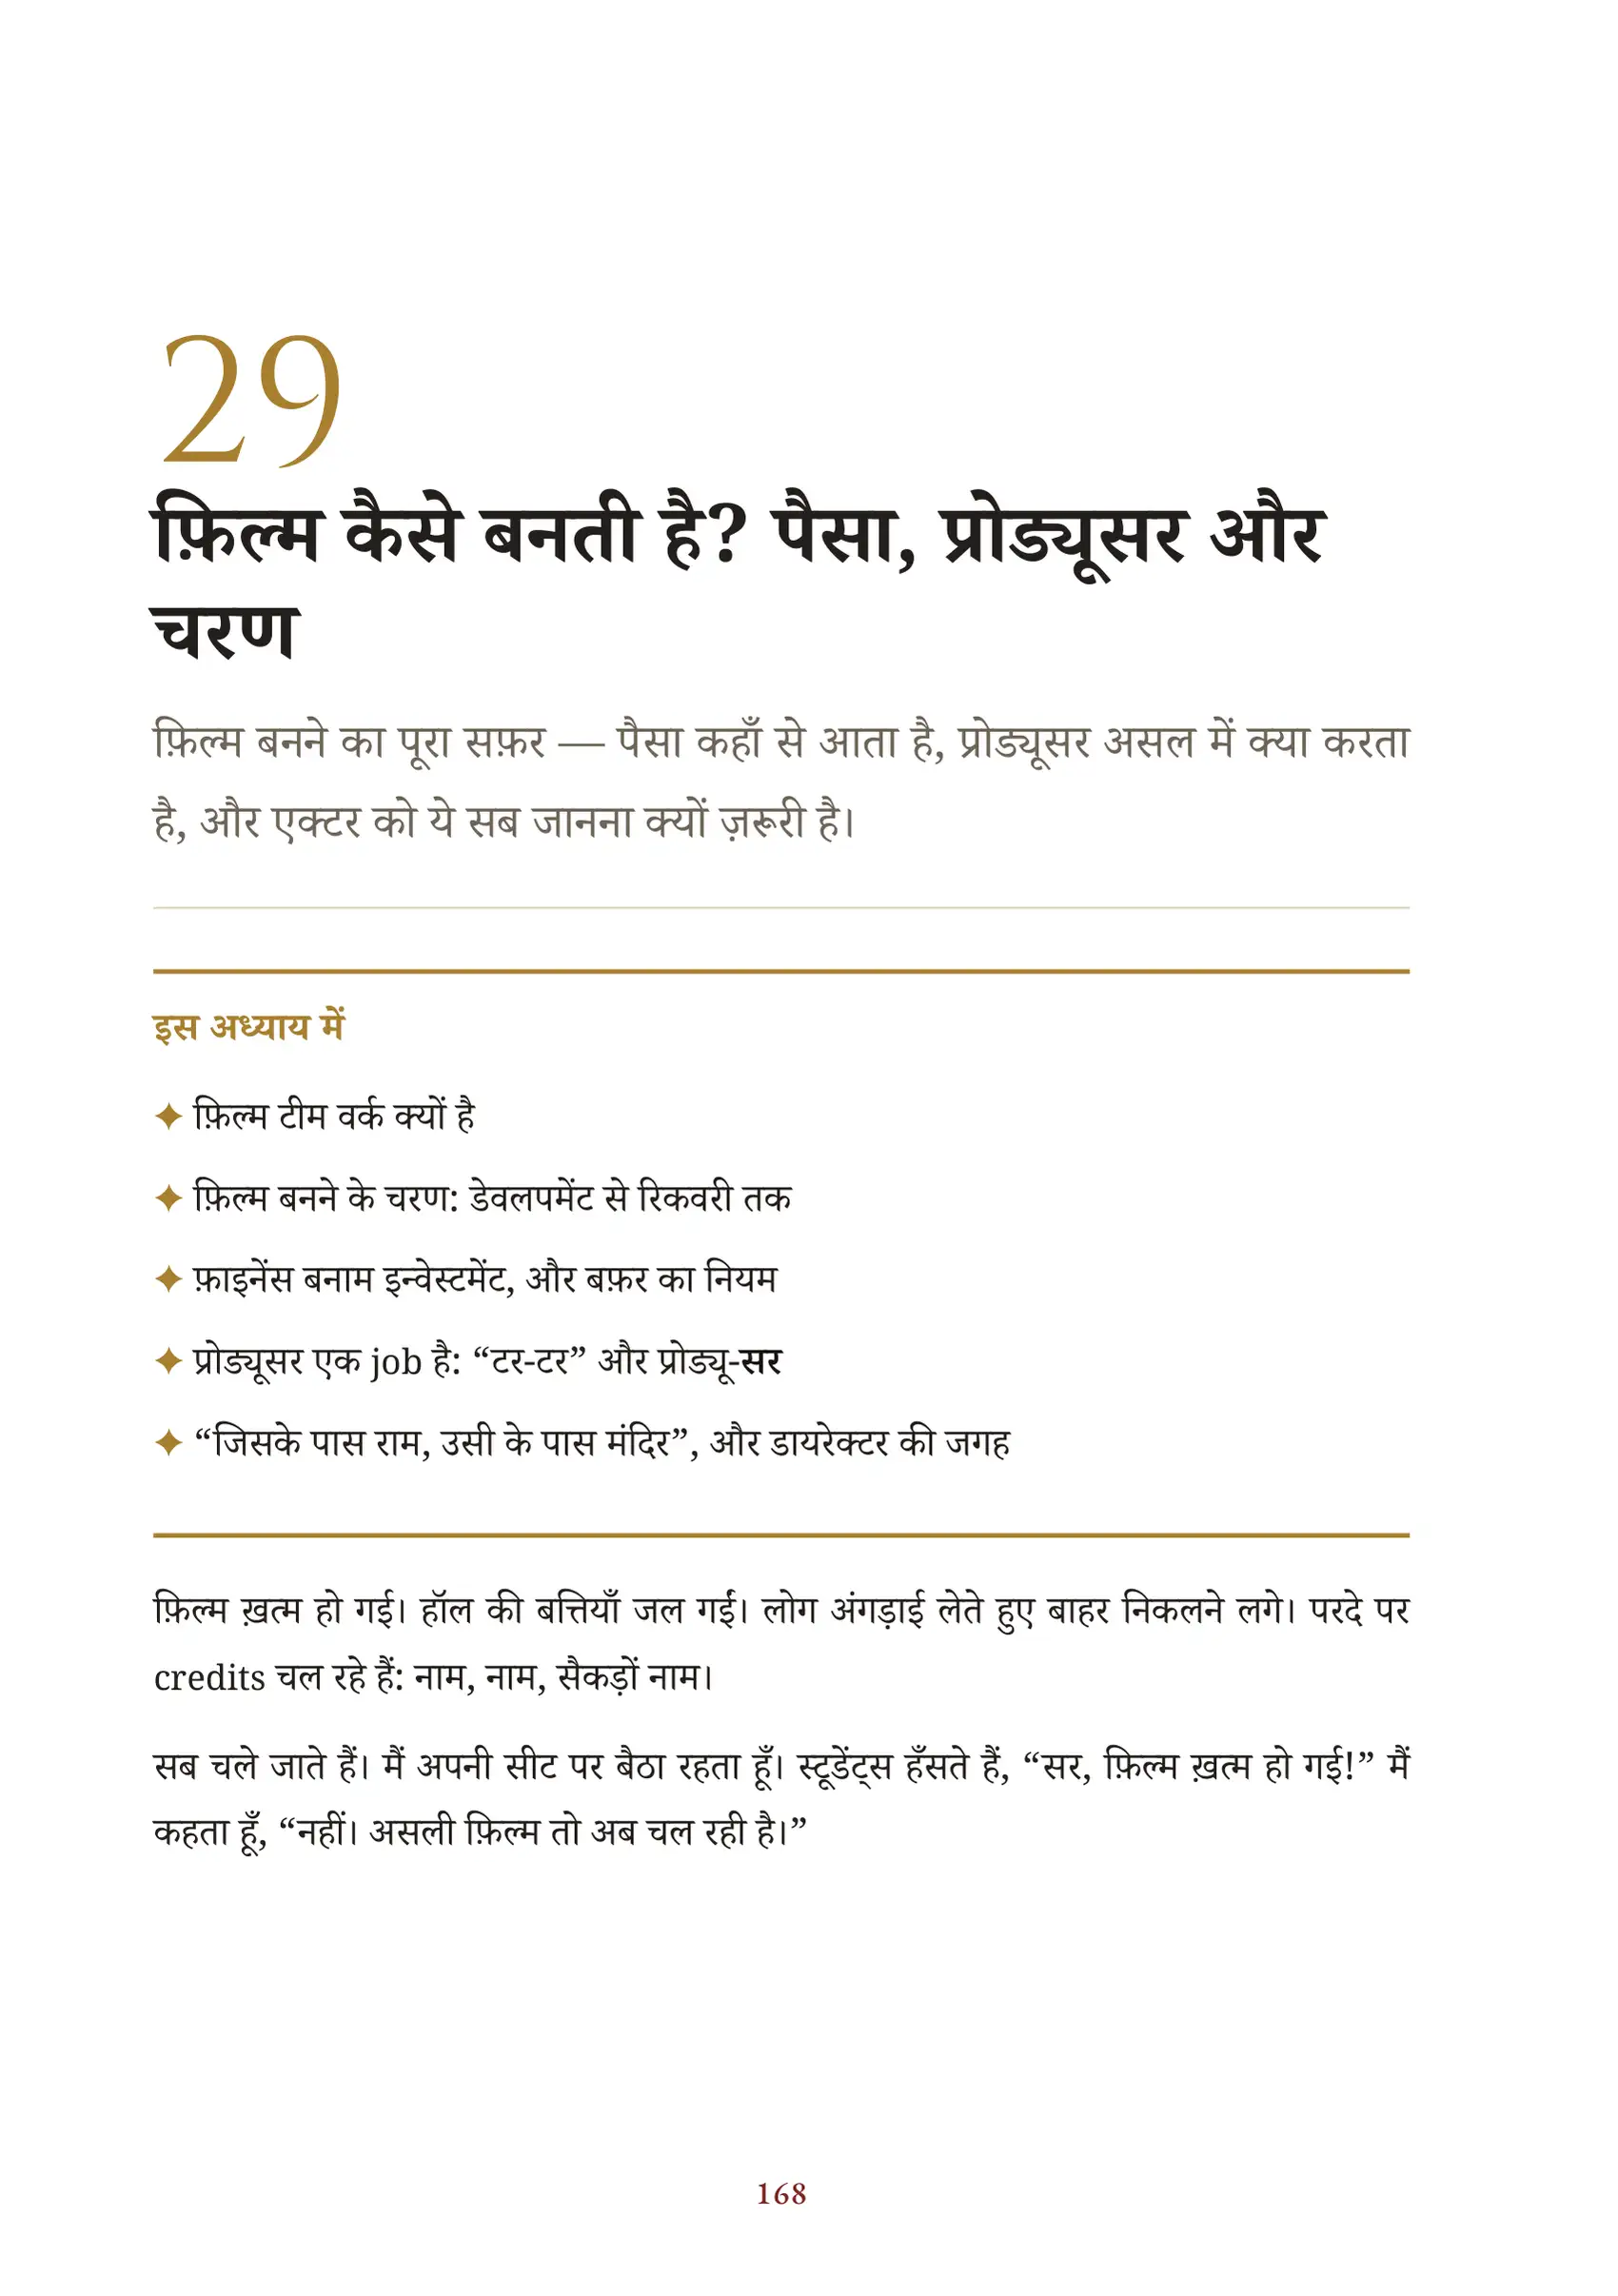 29
फ़िल्म कैसे बनती है? पैसा, प्रोड्यूसर और
चरण
फ़िल्म बनने का पूरा सफ़र — पैसा कहाँ से आता है, प्रोड्यूसर असल में क्या करता
है, और एक्टर को ये सब जानना क्यों ज़रूरी है।
इस अध्याय में
✦ फ़िल्म टीम वर्क क्यों है
✦ फ़िल्म बनने के चरण: डेवलपमेंट से रिकवरी तक
✦ फ़ाइनेंस बनाम इन्वेस्टमेंट, और बफ़र का नियम
✦ प्रोड्यूसर एक job है: “टर-टर” और प्रोड्यू-सर
✦ “जिसके पास राम, उसी के पास मंदिर”, और डायरेक्टर की जगह
फ़िल्म ख़त्म हो गई। हॉल की बत्तियाँ जल गईं। लोग अंगड़ाई लेते हुए बाहर निकलने लगे। परदे पर
credits चल रहे हैं: नाम, नाम, सैकड़ों नाम।
सब चले जाते हैं। मैं अपनी सीट पर बैठा रहता हूँ। स्टूडेंट्स हँसते हैं, “सर, फ़िल्म ख़त्म हो गई!” मैं
कहता हूँ, “नहीं। असली फ़िल्म तो अब चल रही है।”
168